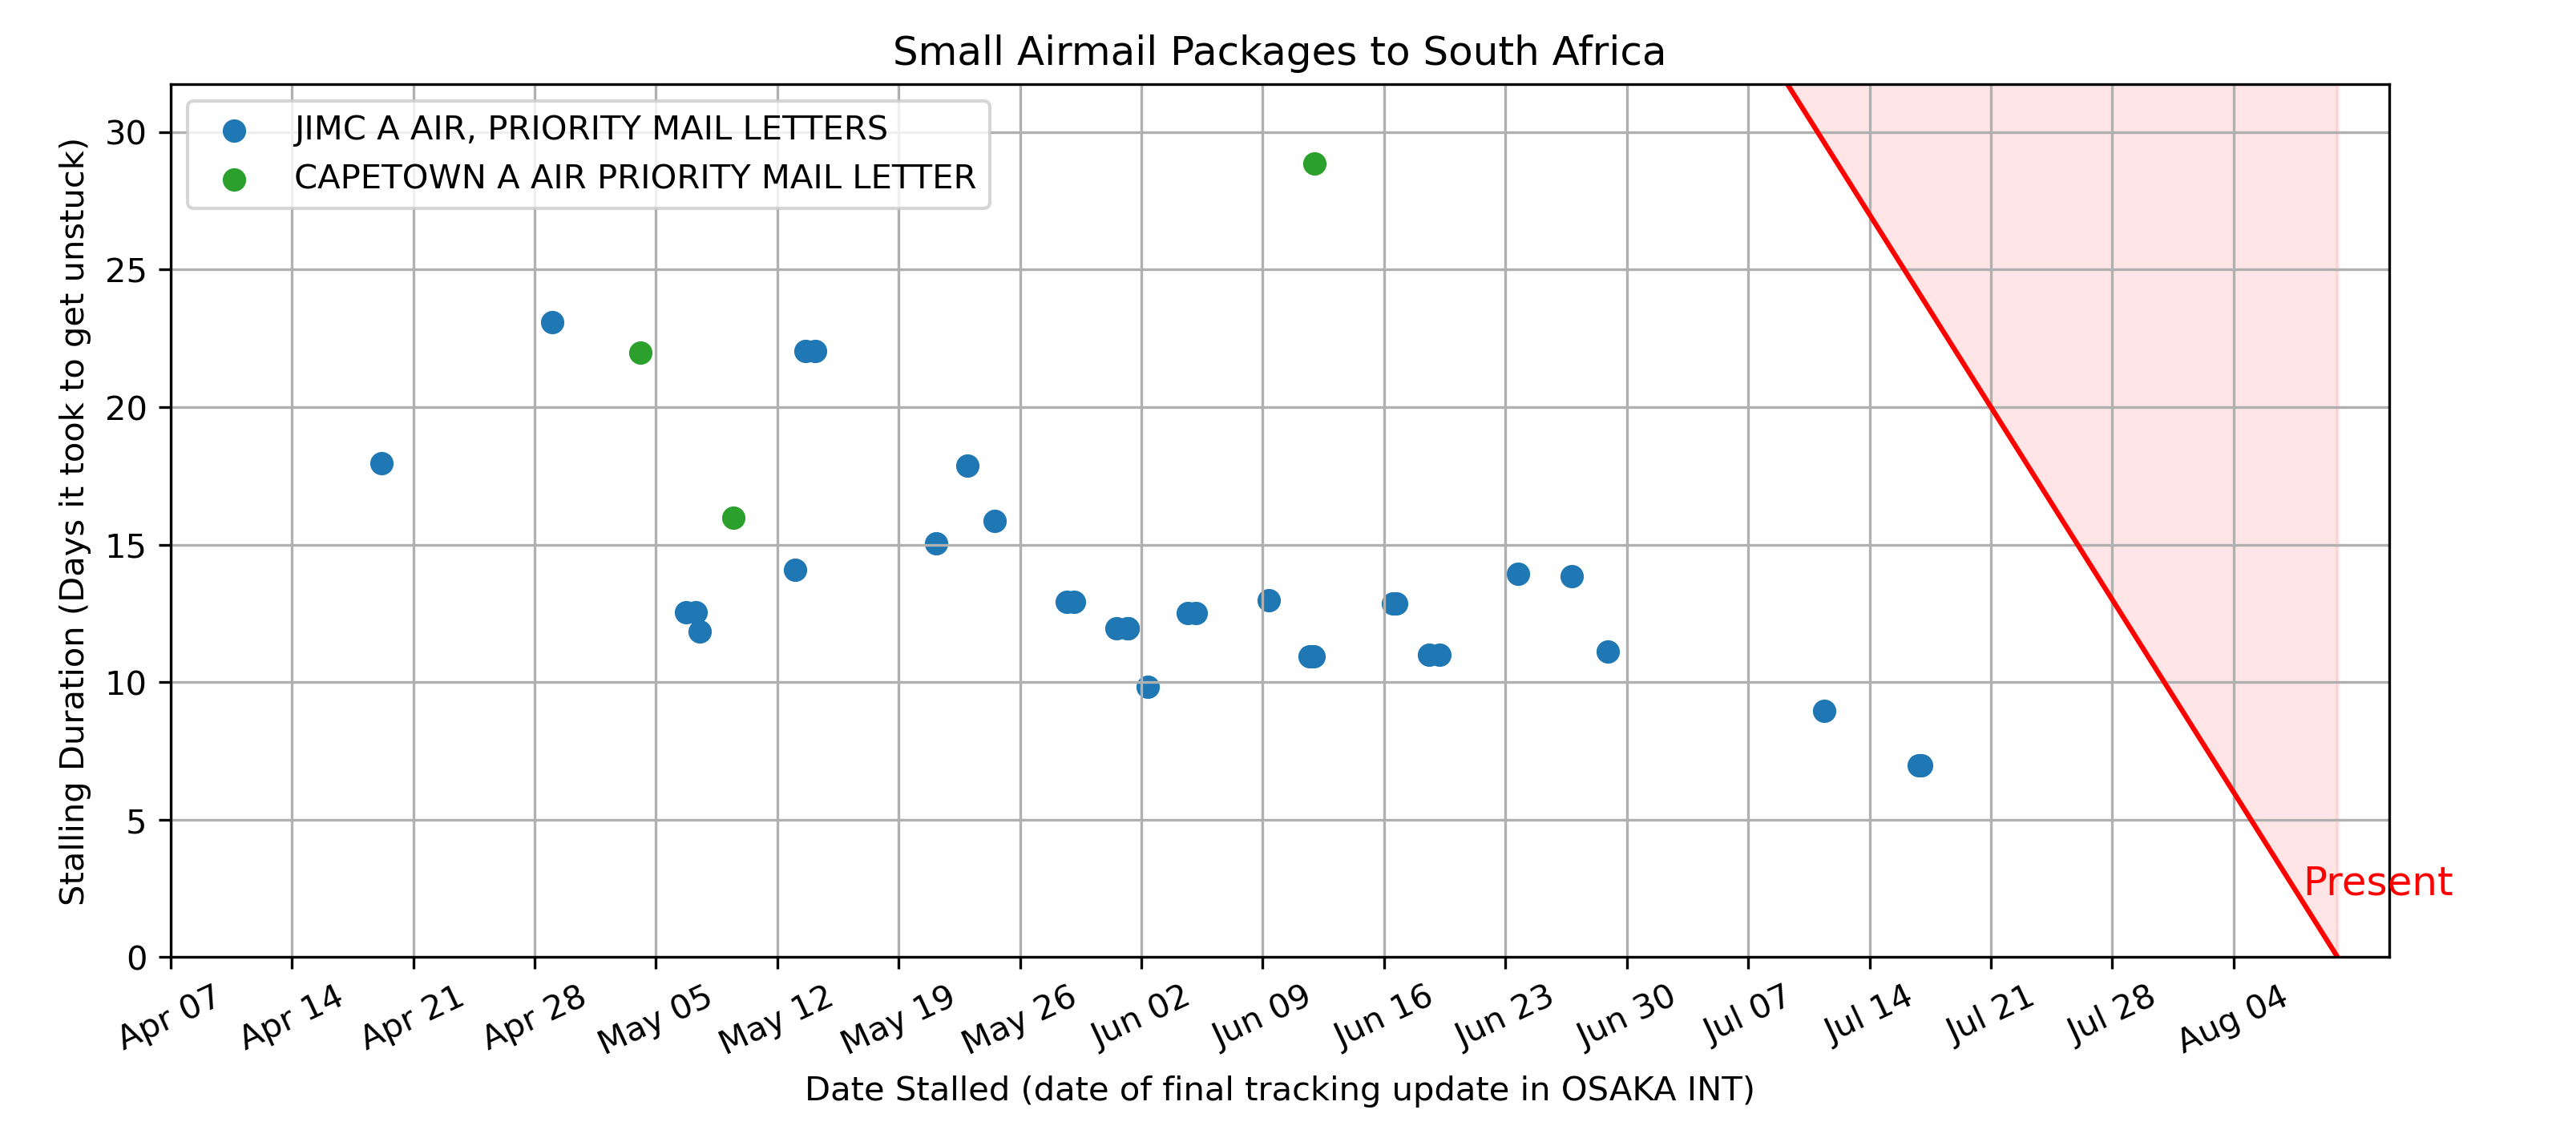 Small Airmail Packages to South Africa
JIMC A AIR, PRIORITY MAIL LETTERS
CAPETOWN A AIR PRIORITY MAIL LETTER
Stalling Duration (Days it took to get unstuck)
30
25
20
15
10
5
0
Present
Apr 07
Apr 14
Apr 21
Apr 28
May 05
May 12
May 19
May 26
Jun 02
Jun 09
Jun 16
Jun 23
Jun 30
Jul 07
Jul 14
Jul 21
Jul 28
Aug 04
Date Stalled (date of final tracking update in OSAKA INT)